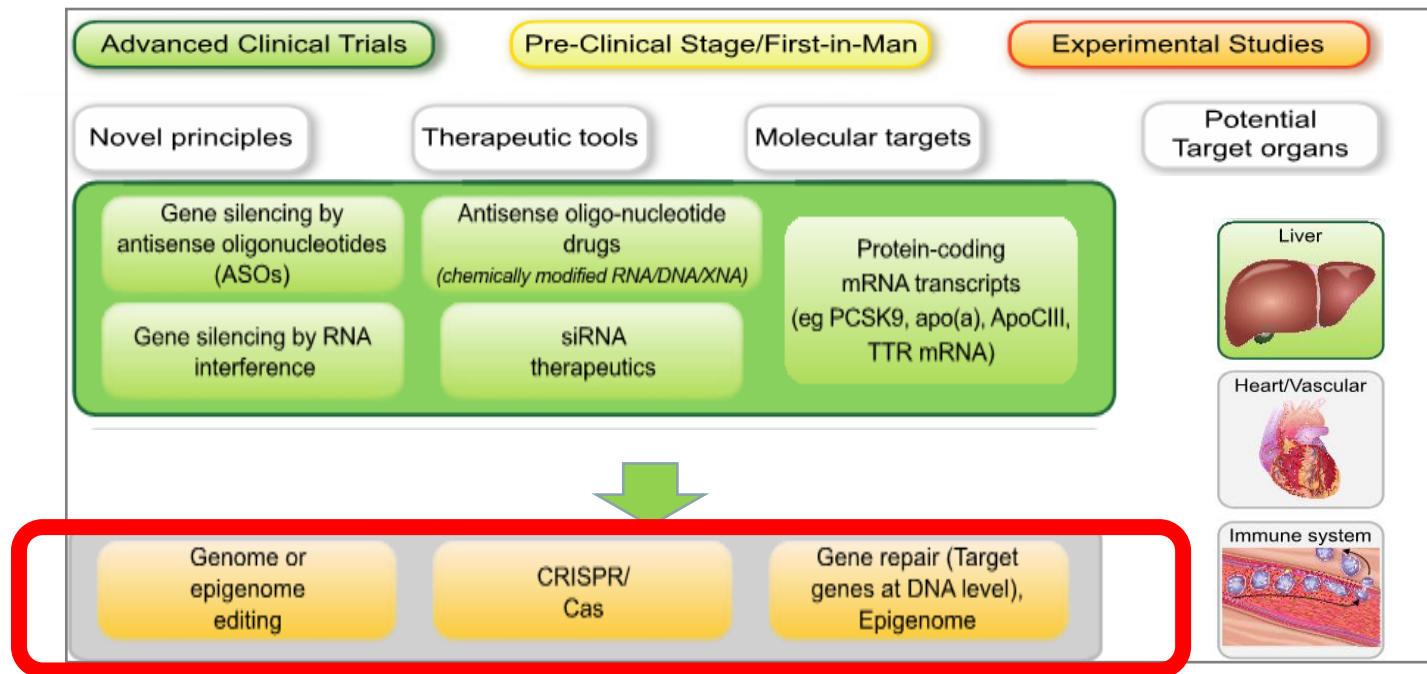 Advanced Clinical Trials
Pre-Clinical Stage/First-in-Man
Experimental Studies
Novel principles
Therapeutic tools
Molecular targets
Potential
Target organs
Gene silencing by
antisense oligonucleotides
(ASOs)
Antisense oligo-nucleotide
drugs
(chemically modified RNA/DNA/XNA)
Protein-coding
mRNA transcripts
(eg PCSK9, apo(a), ApoCIII,
TTR mRNA)
Gene silencing by RNA
interference
siRNA
therapeutics
Liver
Heart/Vascular
Immune system
Genome or
epigenome
editing
CRISPR/
Cas
Gene repair (Target
genes at DNA level),
Epigenome